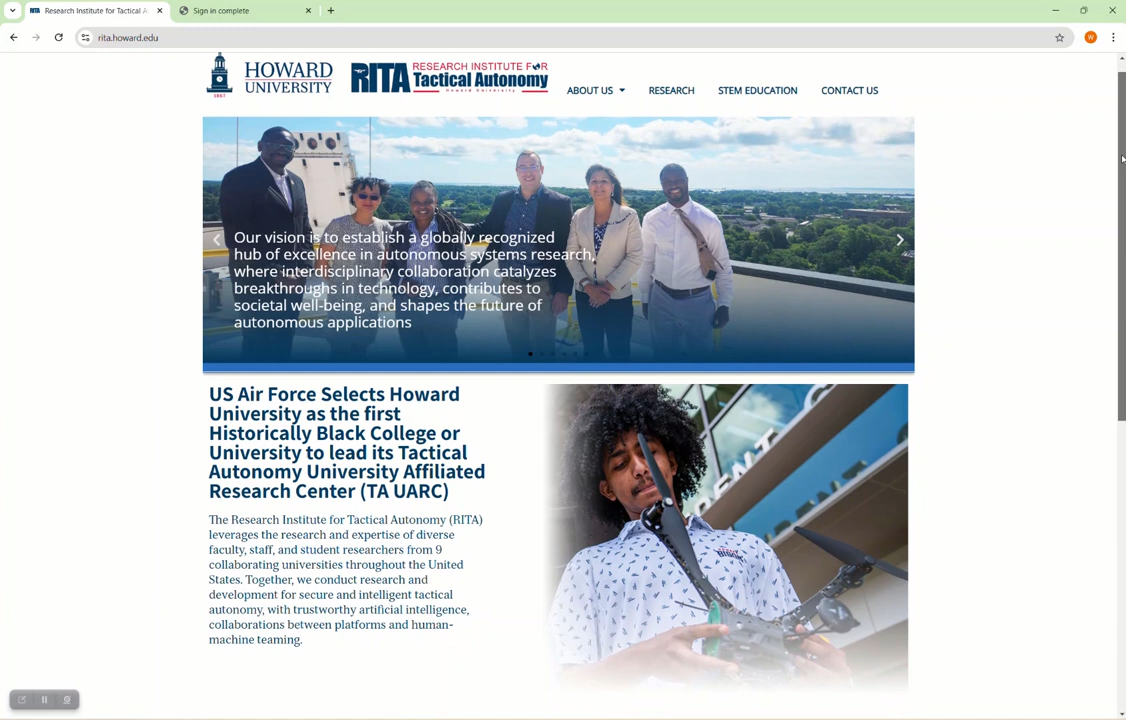 Research Institute for Tactical A
Sign in complete
rita.howard.edu
W
1867
HOWARD
UNIVERSITY
RITA
RESEARCH INSTITUTE FOR
Tactical Autonomy
Howard University
ABOUT US
RESEARCH
STEM EDUCATION
CONTACT US
Our vision is to establish a globally recognized
hub of excellence in autonomous systems research,
where interdisciplinary collaboration catalyzes
breakthroughs in technology, contributes to
societal well-being, and shapes the future of
autonomous applications
US Air Force Selects Howard
University as the first
Historically Black College or
University to lead its Tactical
Autonomy University Affiliated
Research Center (TA UARC)
The Research Institute for Tactical Autonomy (RITA)
leverages the research and expertise of diverse
faculty, staff, and student researchers from 9
collaborating universities throughout the United
States. Together, we conduct research and
development for secure and intelligent tactical
autonomy, with trustworthy artificial intelligence,
collaborations between platforms and human-
machine teaming.